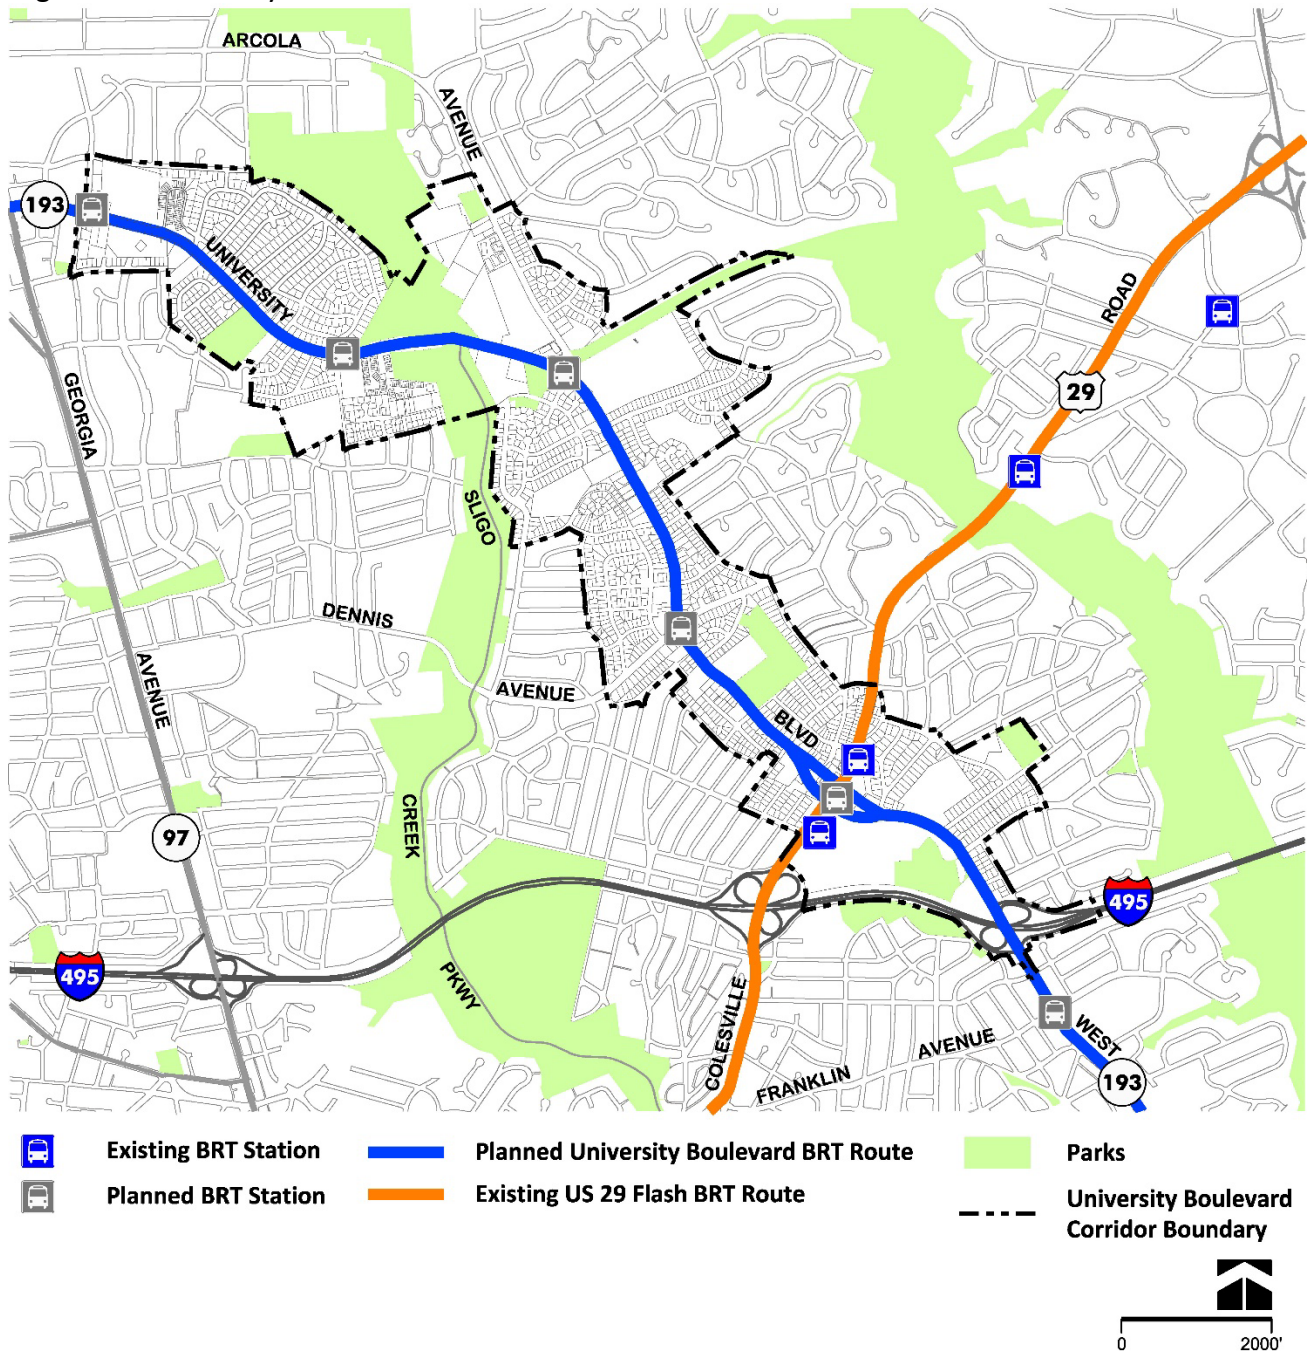 ARCOLA
AVENUE
193
UNIVERSITY
ROAD
29
GEORGIA
SLIGO
DENNIS
AVENUE
AVENUE
BLVD
CREEK
97
495
495
PKWY
COLESVILLE
WEST
AVENUE
FRANKLIN
193
Existing BRT Station
Planned University Boulevard BRT Route
Parks
Planned BRT Station
Existing US 29 Flash BRT Route
University Boulevard
Corridor Boundary
0 2000'